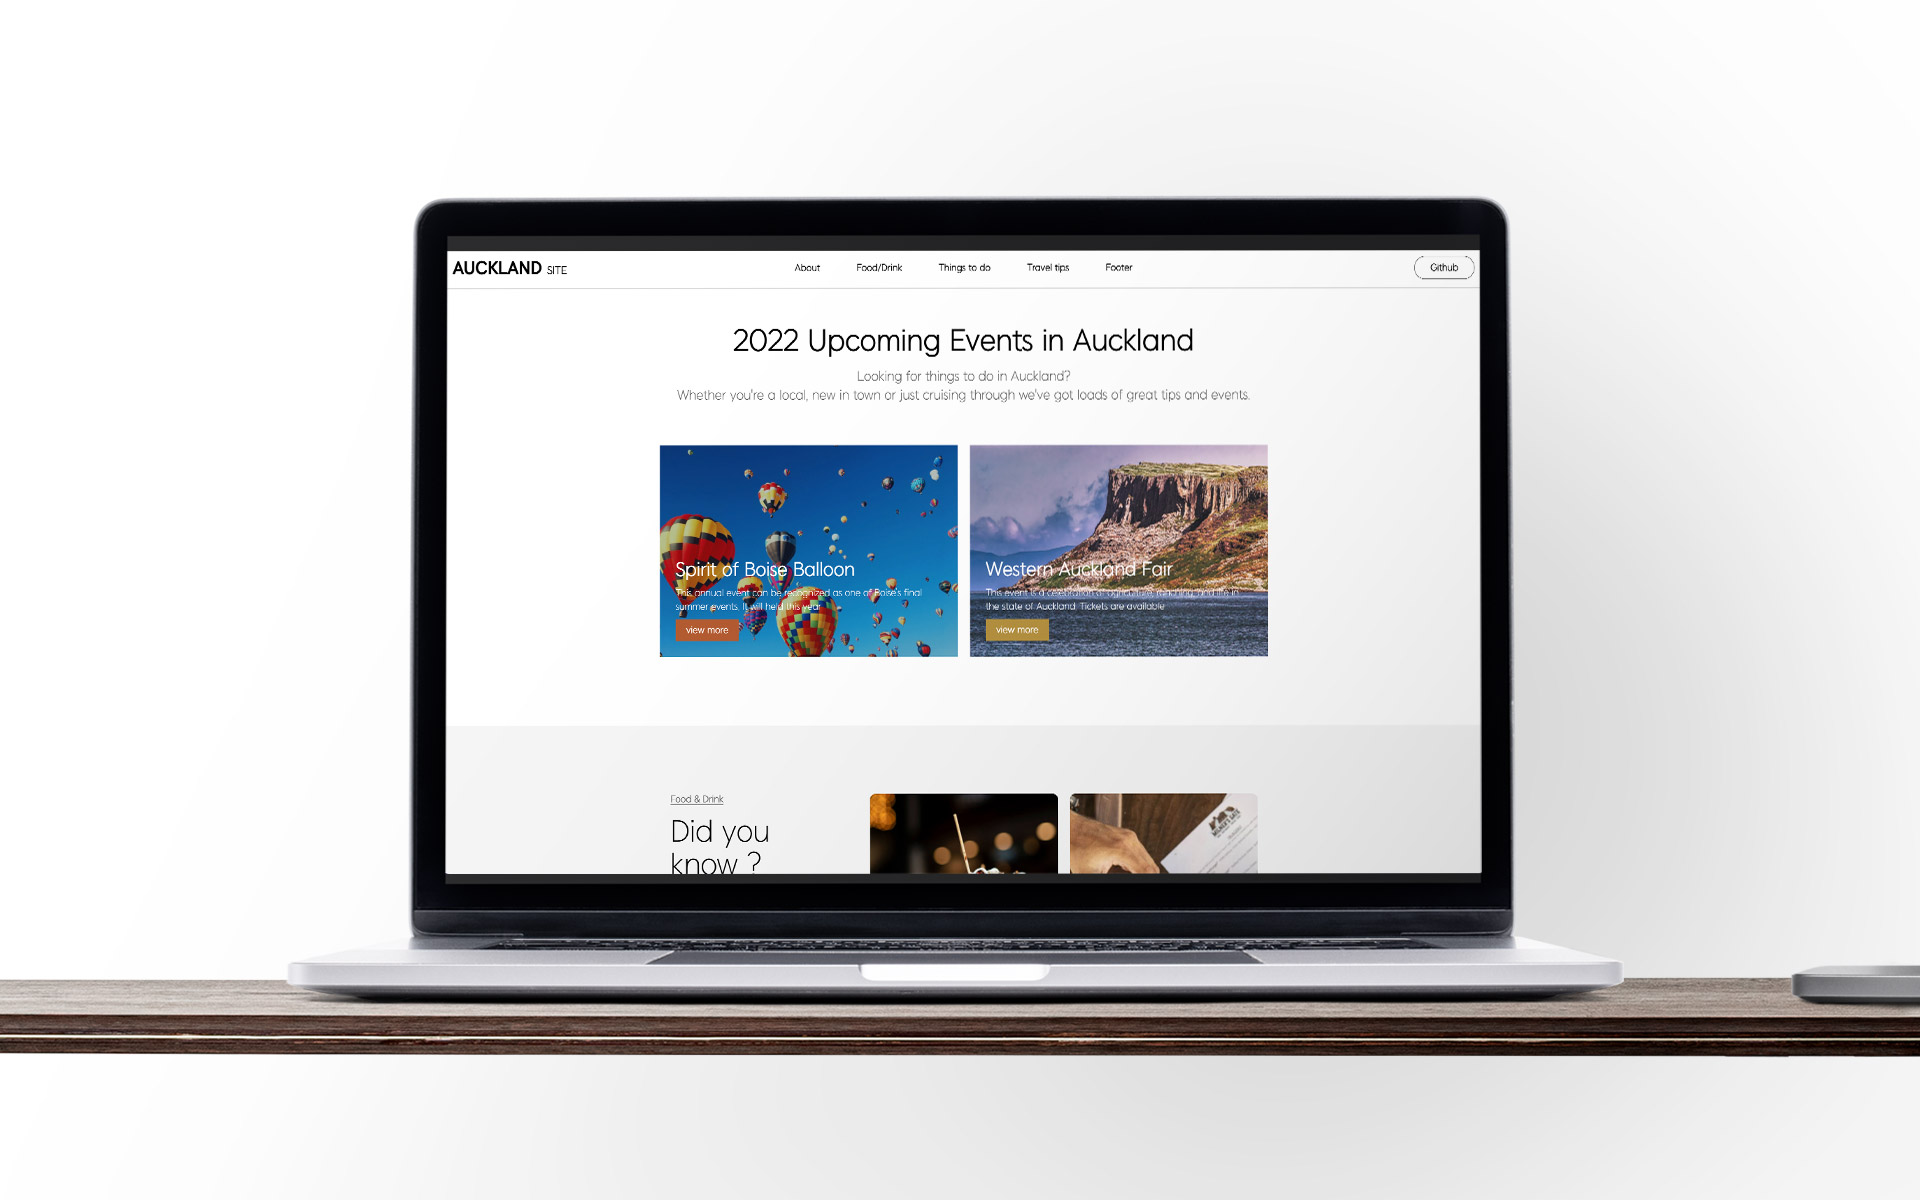 AUCKLAND SITE
About Food/Drink Things to do Travel tips Footer
Github
2022 Upcoming Events in Auckland
Looking for things to do in Auckland?
Whether you're a local, new in town or just cruising through we've got loads of great tips and events.
Spirit of Boise Balloon
This annual event can be recognized as one of Boise's final
summer events. It will held this year
view more
Western Auckland Fair
This event is a celebration of agriculture, ranching, and life in
the state of Auckland. Tickets are available
view more
Food & Drink
Did you
know ?